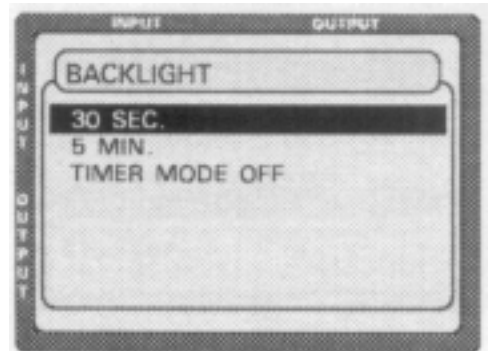 INPUT OUTPUT
INPUT OUTPUT
BACKLIGHT
30 SEC.
5 MIN.
TIMER MODE OFF